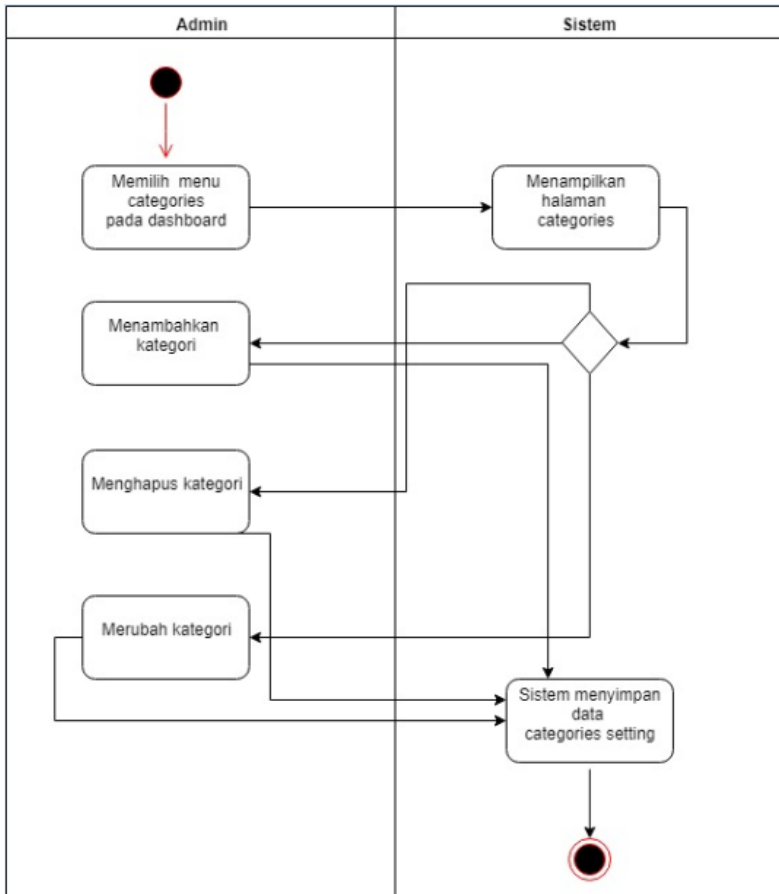 Admin
Sistem
Memilih menu
categories
pada dashboard
Menampilkan
halaman
categories
Menambahkan
kategori
Menghapus kategori
Merubah kategori
Sistem menyimpan
data
categories setting